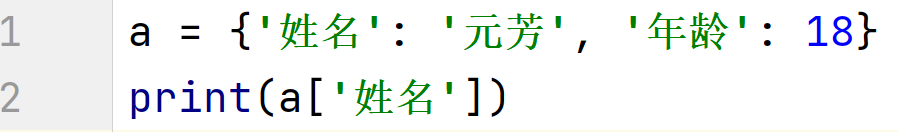 1 a = {'姓名': '元芳', '年龄': 18}
2 print(a['姓名'])